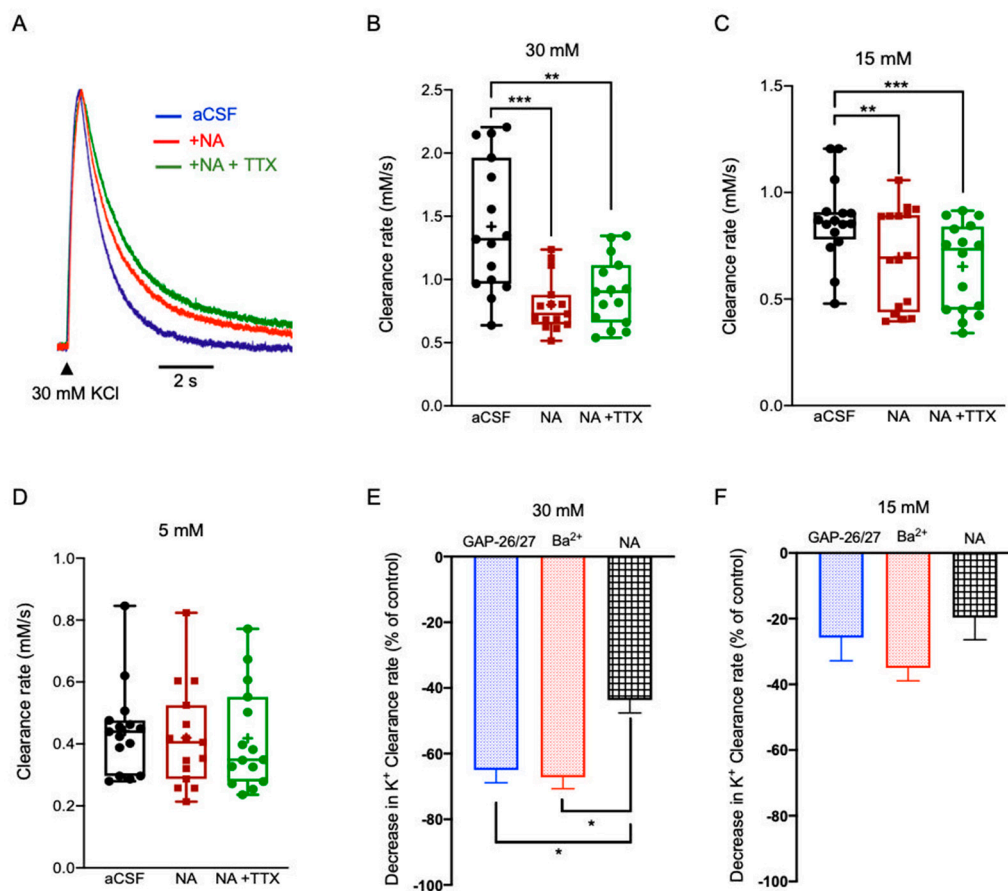 A
aCSF
+NA
+NA + TTX
30 mM KCl
2 s
B
30 mM
**
***
Clearance rate (mM/s)
2.5
2.0
1.5
1.0
0.5
0.0
aCSF NA NA +TTX
C
15 mM
***
**
Clearance rate (mM/s)
1.5
1.0
0.5
0.0
aCSF NA NA +TTX
D
5 mM
Clearance rate (mM/s)
1.0
0.8
0.6
0.4
0.2
0.0
aCSF NA NA +TTX
E
30 mM
GAP-26/27 Ba²⁺ NA
Decrease in K⁺ Clearance rate (% of control)
0
-20
-40
-60
-80
-100
*
*
F
15 mM
GAP-26/27 Ba²⁺ NA
Decrease in K⁺ Clearance rate (% of control)
0
-20
-40
-60
-80
-100